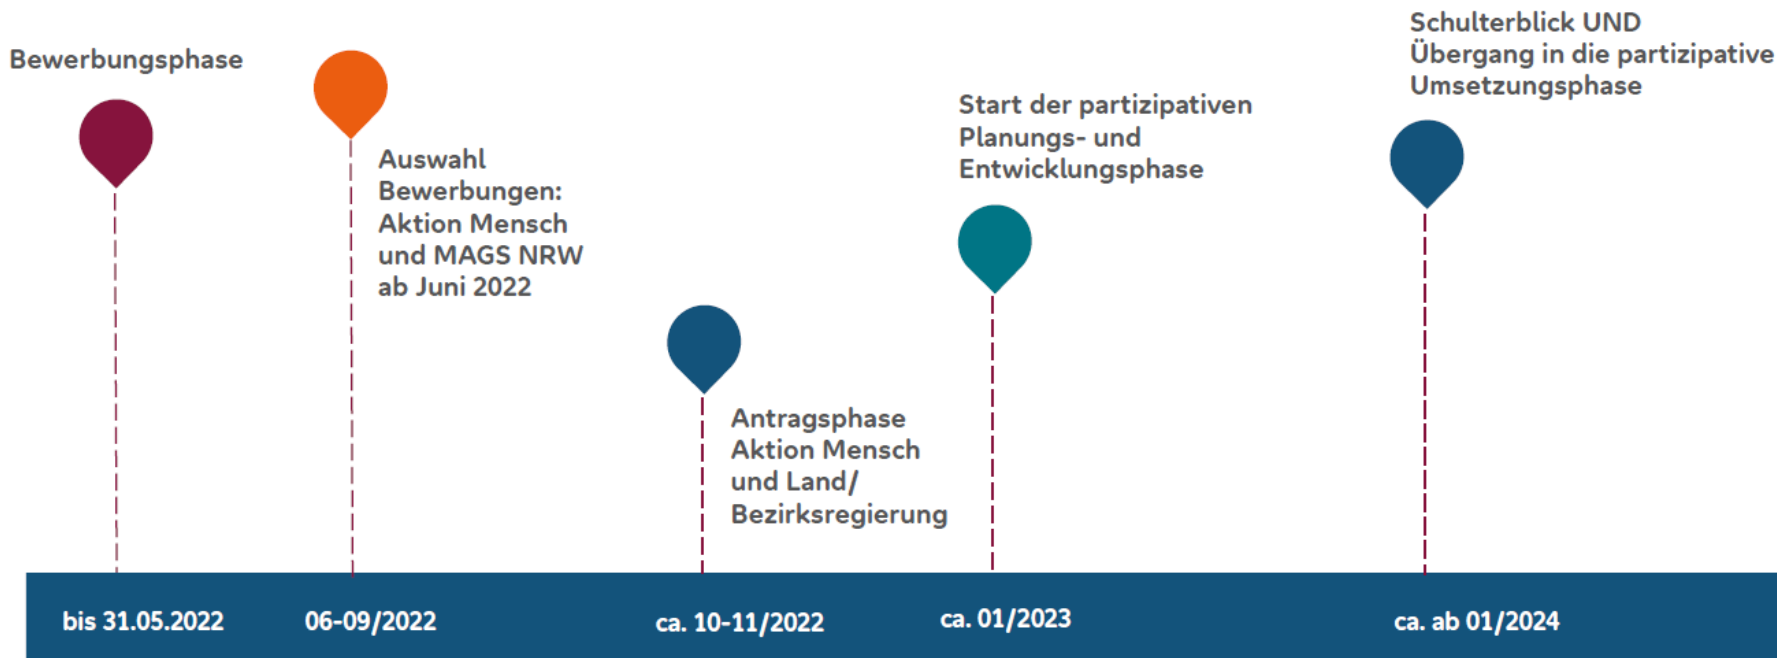 Bewerbungsphase
Auswahl
Bewerbungen:
Aktion Mensch
und MAGS NRW
ab Juni 2022
Antragsphase
Aktion Mensch
und Land/
Bezirksregierung
Start der partizipativen
Planungs- und
Entwicklungsphase
Schulterblick UND
Übergang in die partizipative
Umsetzungsphase
bis 31.05.2022
06-09/2022
ca. 10-11/2022
ca. 01/2023
ca. ab 01/2024